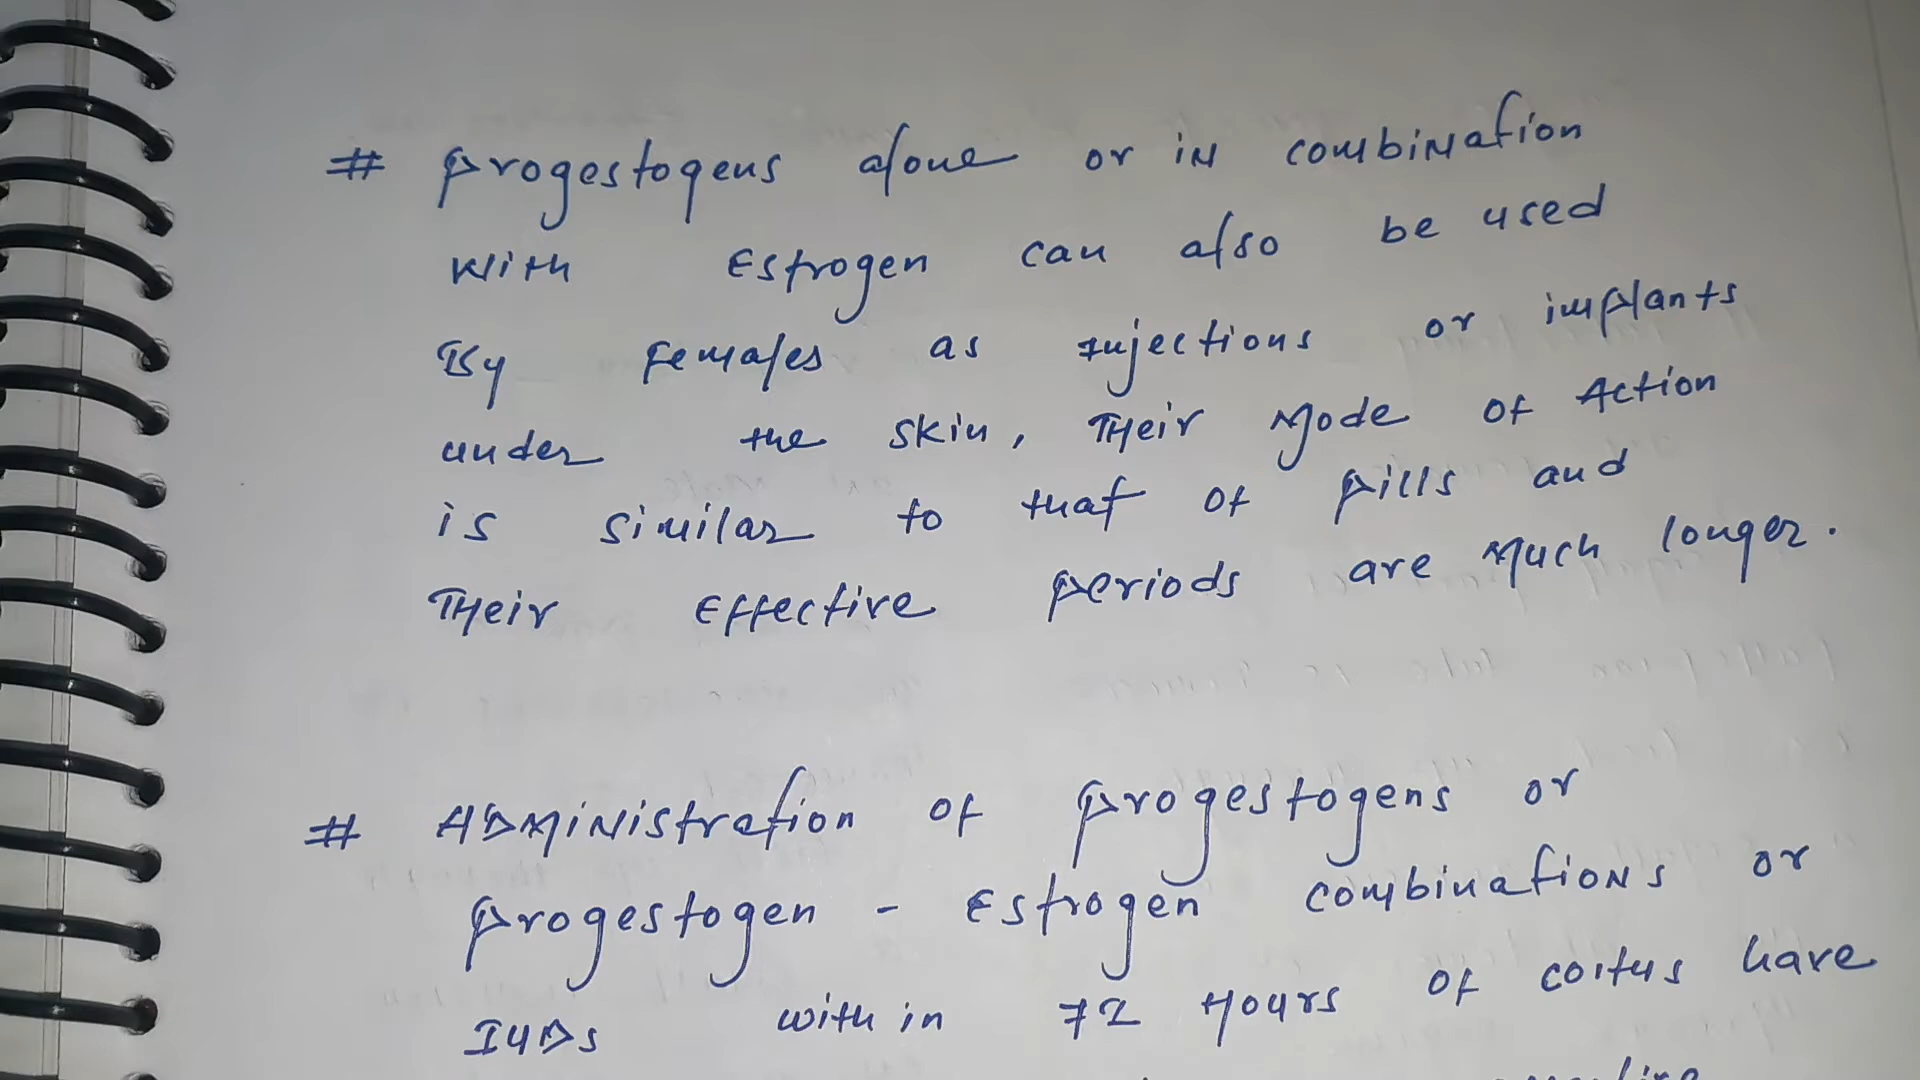 # progestogens alone or in combination
with Estrogen can also be used
By Females as Injections or implants
under the skin, Their Mode of Action
is similar to that of pills and
Their Effective periods are Much longer.
# Administration of progestogens or
progestogen - Estrogen combinations or
IUDs within 72 Hours of coitus have